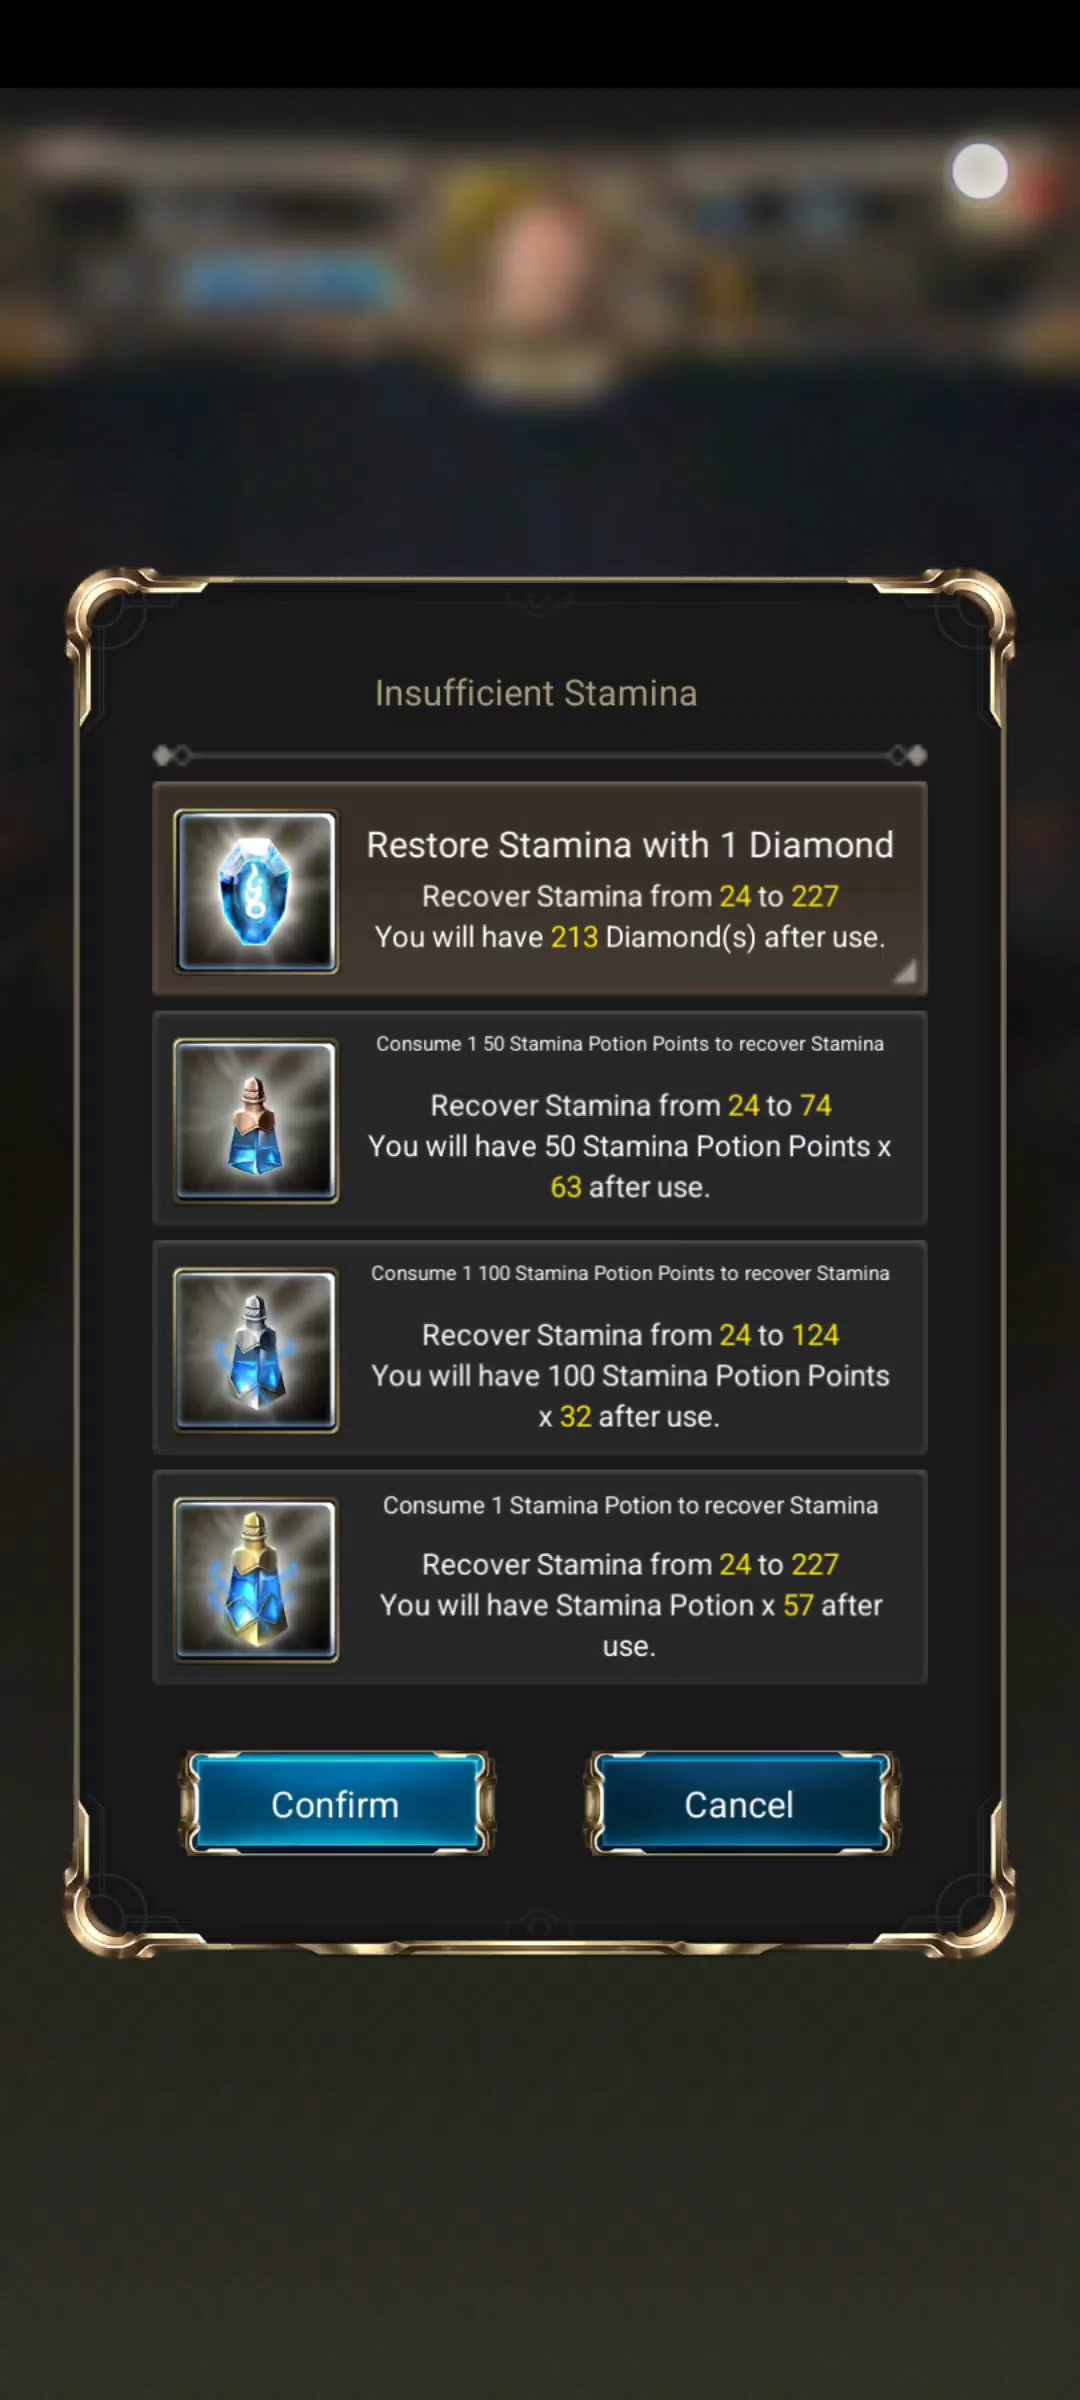 Insufficient Stamina
Restore Stamina with 1 Diamond
Recover Stamina from 24 to 227
You will have 213 Diamond(s) after use.
Consume 1 50 Stamina Potion Points to recover Stamina
Recover Stamina from 24 to 74
You will have 50 Stamina Potion Points x
63 after use.
Consume 1 100 Stamina Potion Points to recover Stamina
Recover Stamina from 24 to 124
You will have 100 Stamina Potion Points
x 32 after use.
Consume 1 Stamina Potion to recover Stamina
Recover Stamina from 24 to 227
You will have Stamina Potion x 57 after
use.
Confirm
Cancel